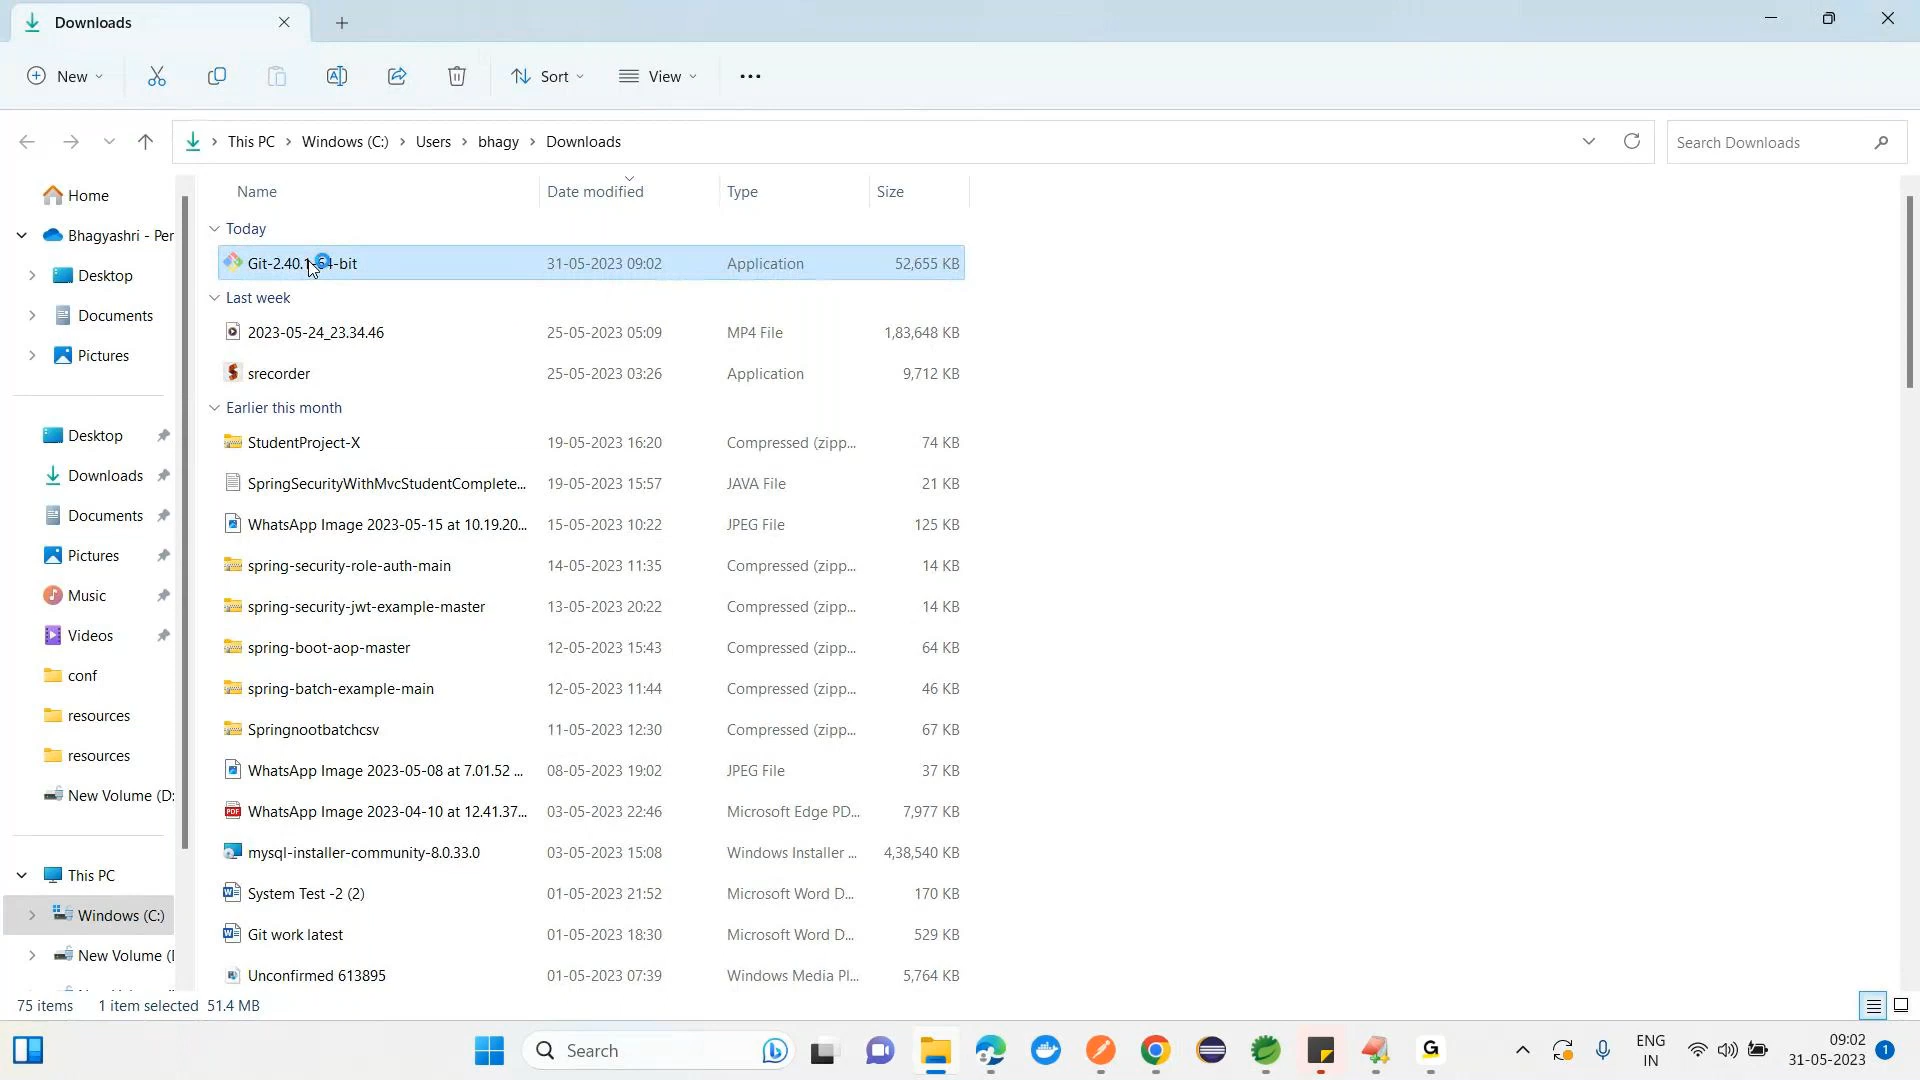 Downloads
New
Sort
View
This PC > Windows (C:) > Users > bhagy > Downloads
Search Downloads
Name Date modified Type Size
Today
Git-2.40.1-64-bit 31-05-2023 09:02 Application 52,655 KB
Last week
2023-05-24_23.34.46 25-05-2023 05:09 MP4 File 1,83,648 KB
srecorder 25-05-2023 03:26 Application 9,712 KB
Earlier this month
StudentProject-X 19-05-2023 16:20 Compressed (zipp... 74 KB
SpringSecurityWithMvcStudentComplete... 19-05-2023 15:57 JAVA File 21 KB
WhatsApp Image 2023-05-15 at 10.19.20... 15-05-2023 10:22 JPEG File 125 KB
spring-security-role-auth-main 14-05-2023 11:35 Compressed (zipp... 14 KB
spring-security-jwt-example-master 13-05-2023 20:22 Compressed (zipp... 14 KB
spring-boot-aop-master 12-05-2023 15:43 Compressed (zipp... 64 KB
spring-batch-example-main 12-05-2023 11:44 Compressed (zipp... 46 KB
Springnootbatchcsv 11-05-2023 12:30 Compressed (zipp... 67 KB
WhatsApp Image 2023-05-08 at 7.01.52 ... 08-05-2023 19:02 JPEG File 37 KB
WhatsApp Image 2023-04-10 at 12.41.37... 03-05-2023 22:46 Microsoft Edge PD... 7,977 KB
mysql-installer-community-8.0.33.0 03-05-2023 15:08 Windows Installer ... 4,38,540 KB
System Test -2 (2) 01-05-2023 21:52 Microsoft Word D... 170 KB
Git work latest 01-05-2023 18:30 Microsoft Word D... 529 KB
Unconfirmed 613895 01-05-2023 07:39 Windows Media Pl... 5,764 KB
Home
Bhagyashri - Per
Desktop
Documents
Pictures
Desktop
Downloads
Documents
Pictures
Music
Videos
conf
resources
resources
New Volume (D:
This PC
Windows (C:)
New Volume (
75 items 1 item selected 51.4 MB
Search
ENG
IN
09:02
31-05-2023
1